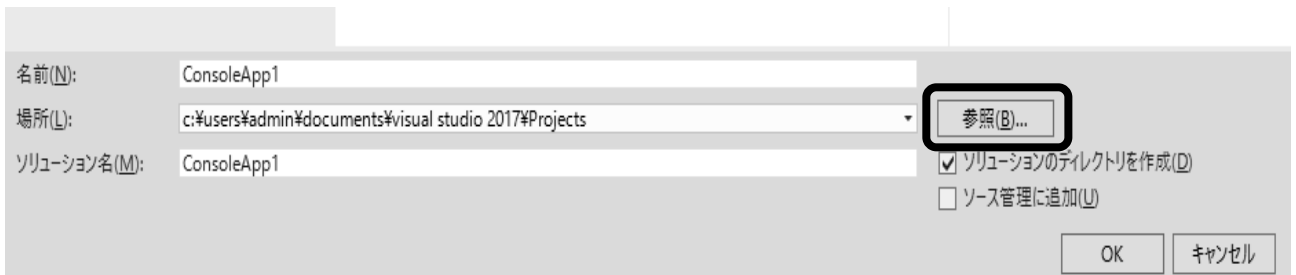 名前(N): ConsoleApp1
場所(L): c:¥users¥admin¥documents¥visual studio 2017¥Projects 参照(B)...
ソリューション名(M): ConsoleApp1 ソリューションのディレクトリを作成(D)
ソース管理に追加(U)
OK キャンセル